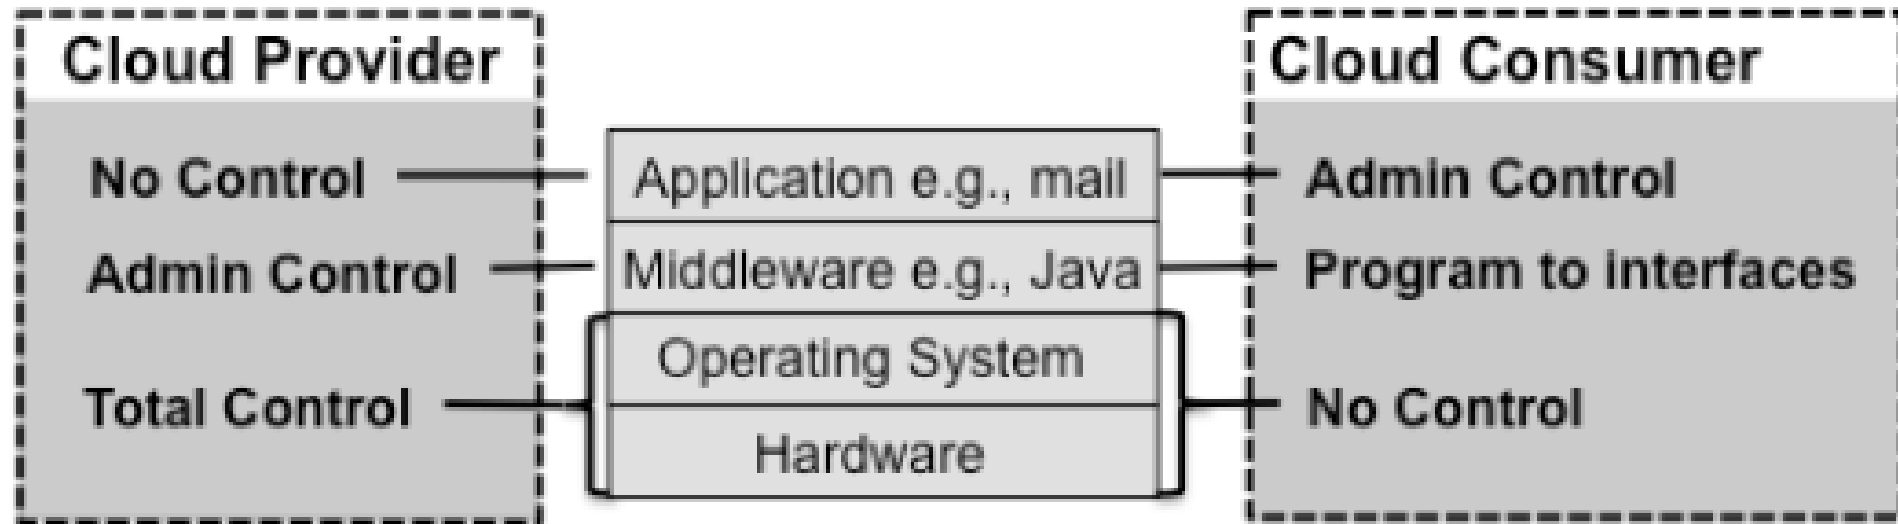 Cloud Provider
Cloud Consumer
No Control
Application e.g., mail
Admin Control
Admin Control
Middleware e.g., Java
Program to interfaces
Operating System
Total Control
No Control
Hardware